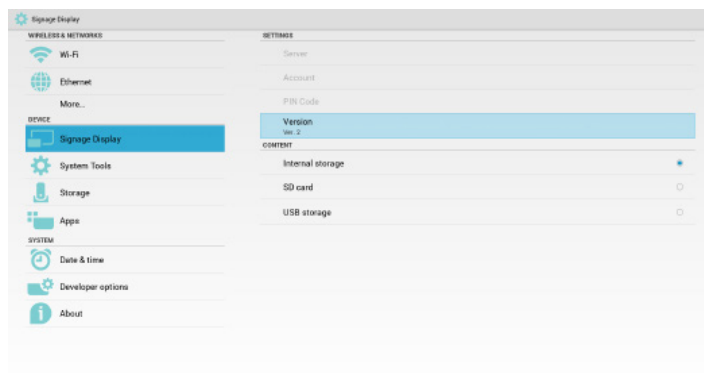 Signage Display
WIRELESS & NETWORKS
Wi-Fi
Ethernet
More...
DEVICE
Signage Display
System Tools
Storage
Apps
SYSTEM
Date & time
Developer options
About
SETTINGS
Server
Account
PIN Code
Version
Ver. 2
CONTENT
Internal storage
SD card
USB storage